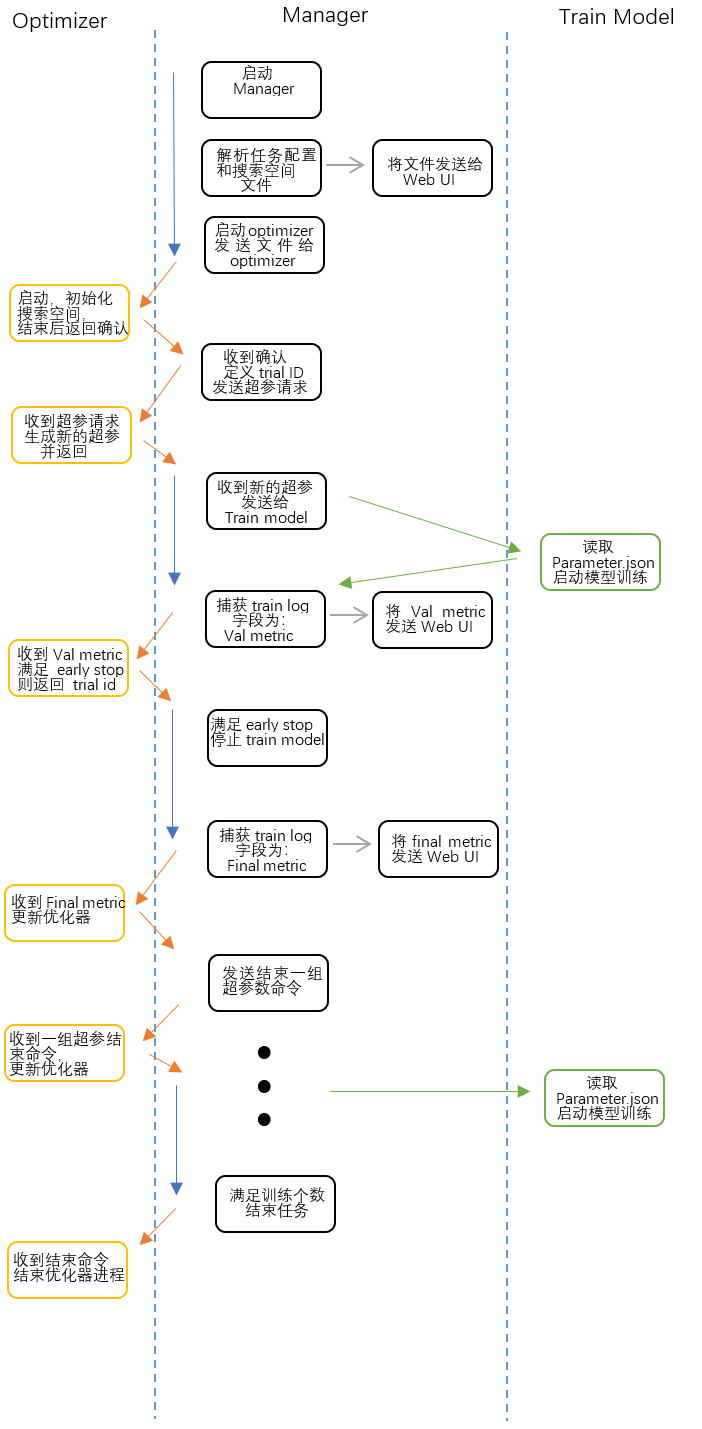 Optimizer
Manager
Train Model
启动
Manager
解析任务配置
和搜索空间
文件
将文件发送给
Web UI
启动optimizer
发送文件给
optimizer
启动，初始化
搜索空间，
结束后返回确认
收到确认
定义 trial ID
发送超参请求
收到超参请求
生成新的超参
并返回
收到新的超参
发送给
Train model
读取
Parameter.json
启动模型训练
捕获 train log
字段为：
Val metric
将 Val metric
发送 Web UI
收到 Val metric
满足 early stop
则返回 trial id
满足 early stop
停止 train model
捕获 train log
字段为：
Final metric
将 final metric
发送 Web UI
收到 Final metric
更新优化器
发送结束一组
超参数命令
收到一组超参结
束命令，
更新优化器
读取
Parameter.json
启动模型训练
满足训练个数
结束任务
收到结束命令
结束优化器进程